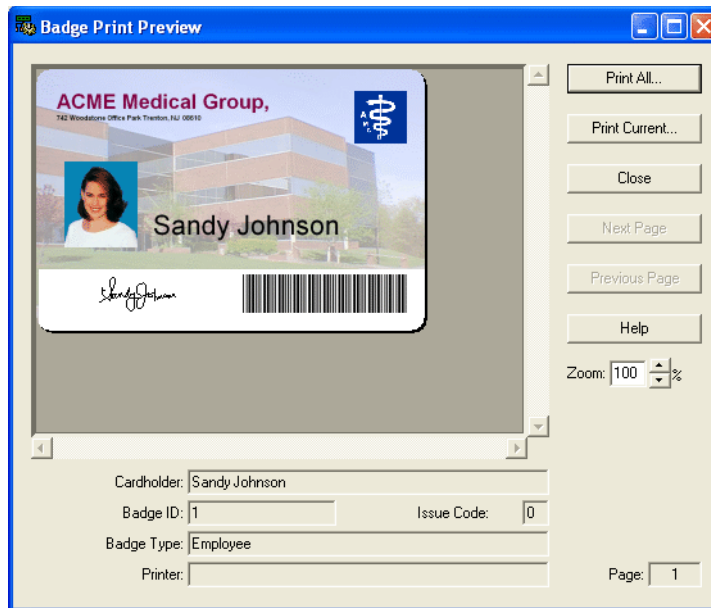 Badge Print Preview
ACME Medical Group,
742 Woodstone Office Park Trenton, NJ 08610
A M G
Sandy Johnson
Sandy Johnson
Print All...
Print Current...
Close
Next Page
Previous Page
Help
Zoom: 100 %
Cardholder: Sandy Johnson
Badge ID: 1 Issue Code: 0
Badge Type: Employee
Printer:
Page: 1